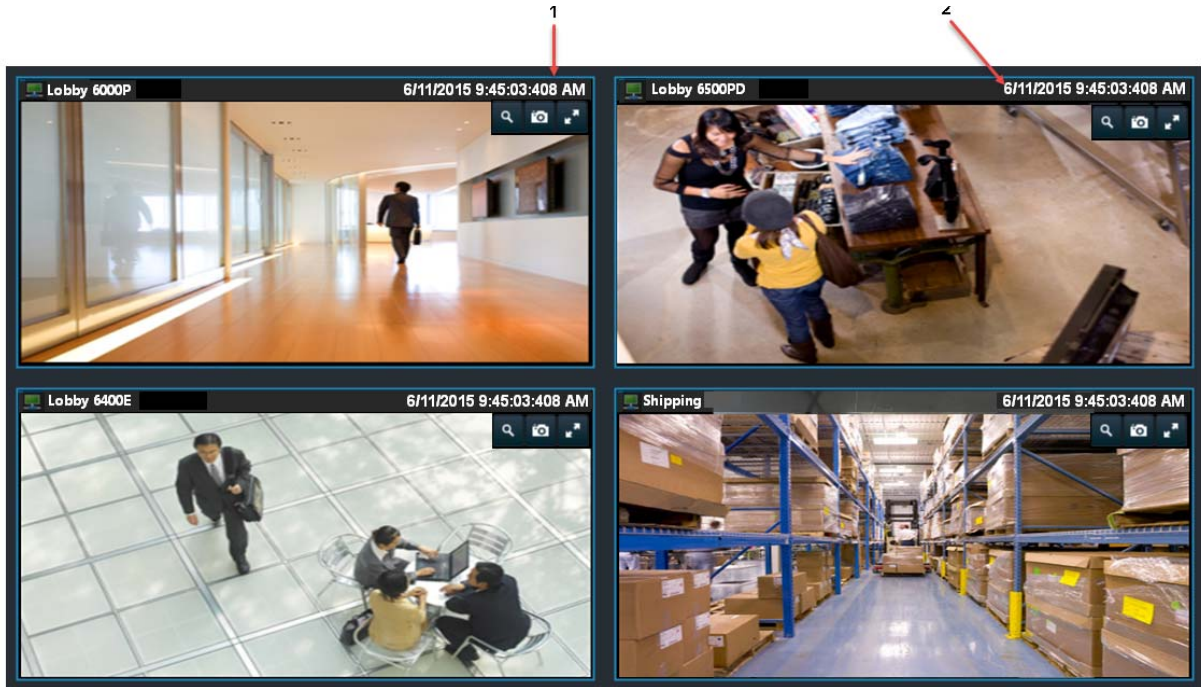 1 2
Lobby 6000P 6/11/2015 9:45:03:408 AM
Lobby 6500PD 6/11/2015 9:45:03:408 AM
Lobby 6400E 6/11/2015 9:45:03:408 AM
Shipping 6/11/2015 9:45:03:408 AM